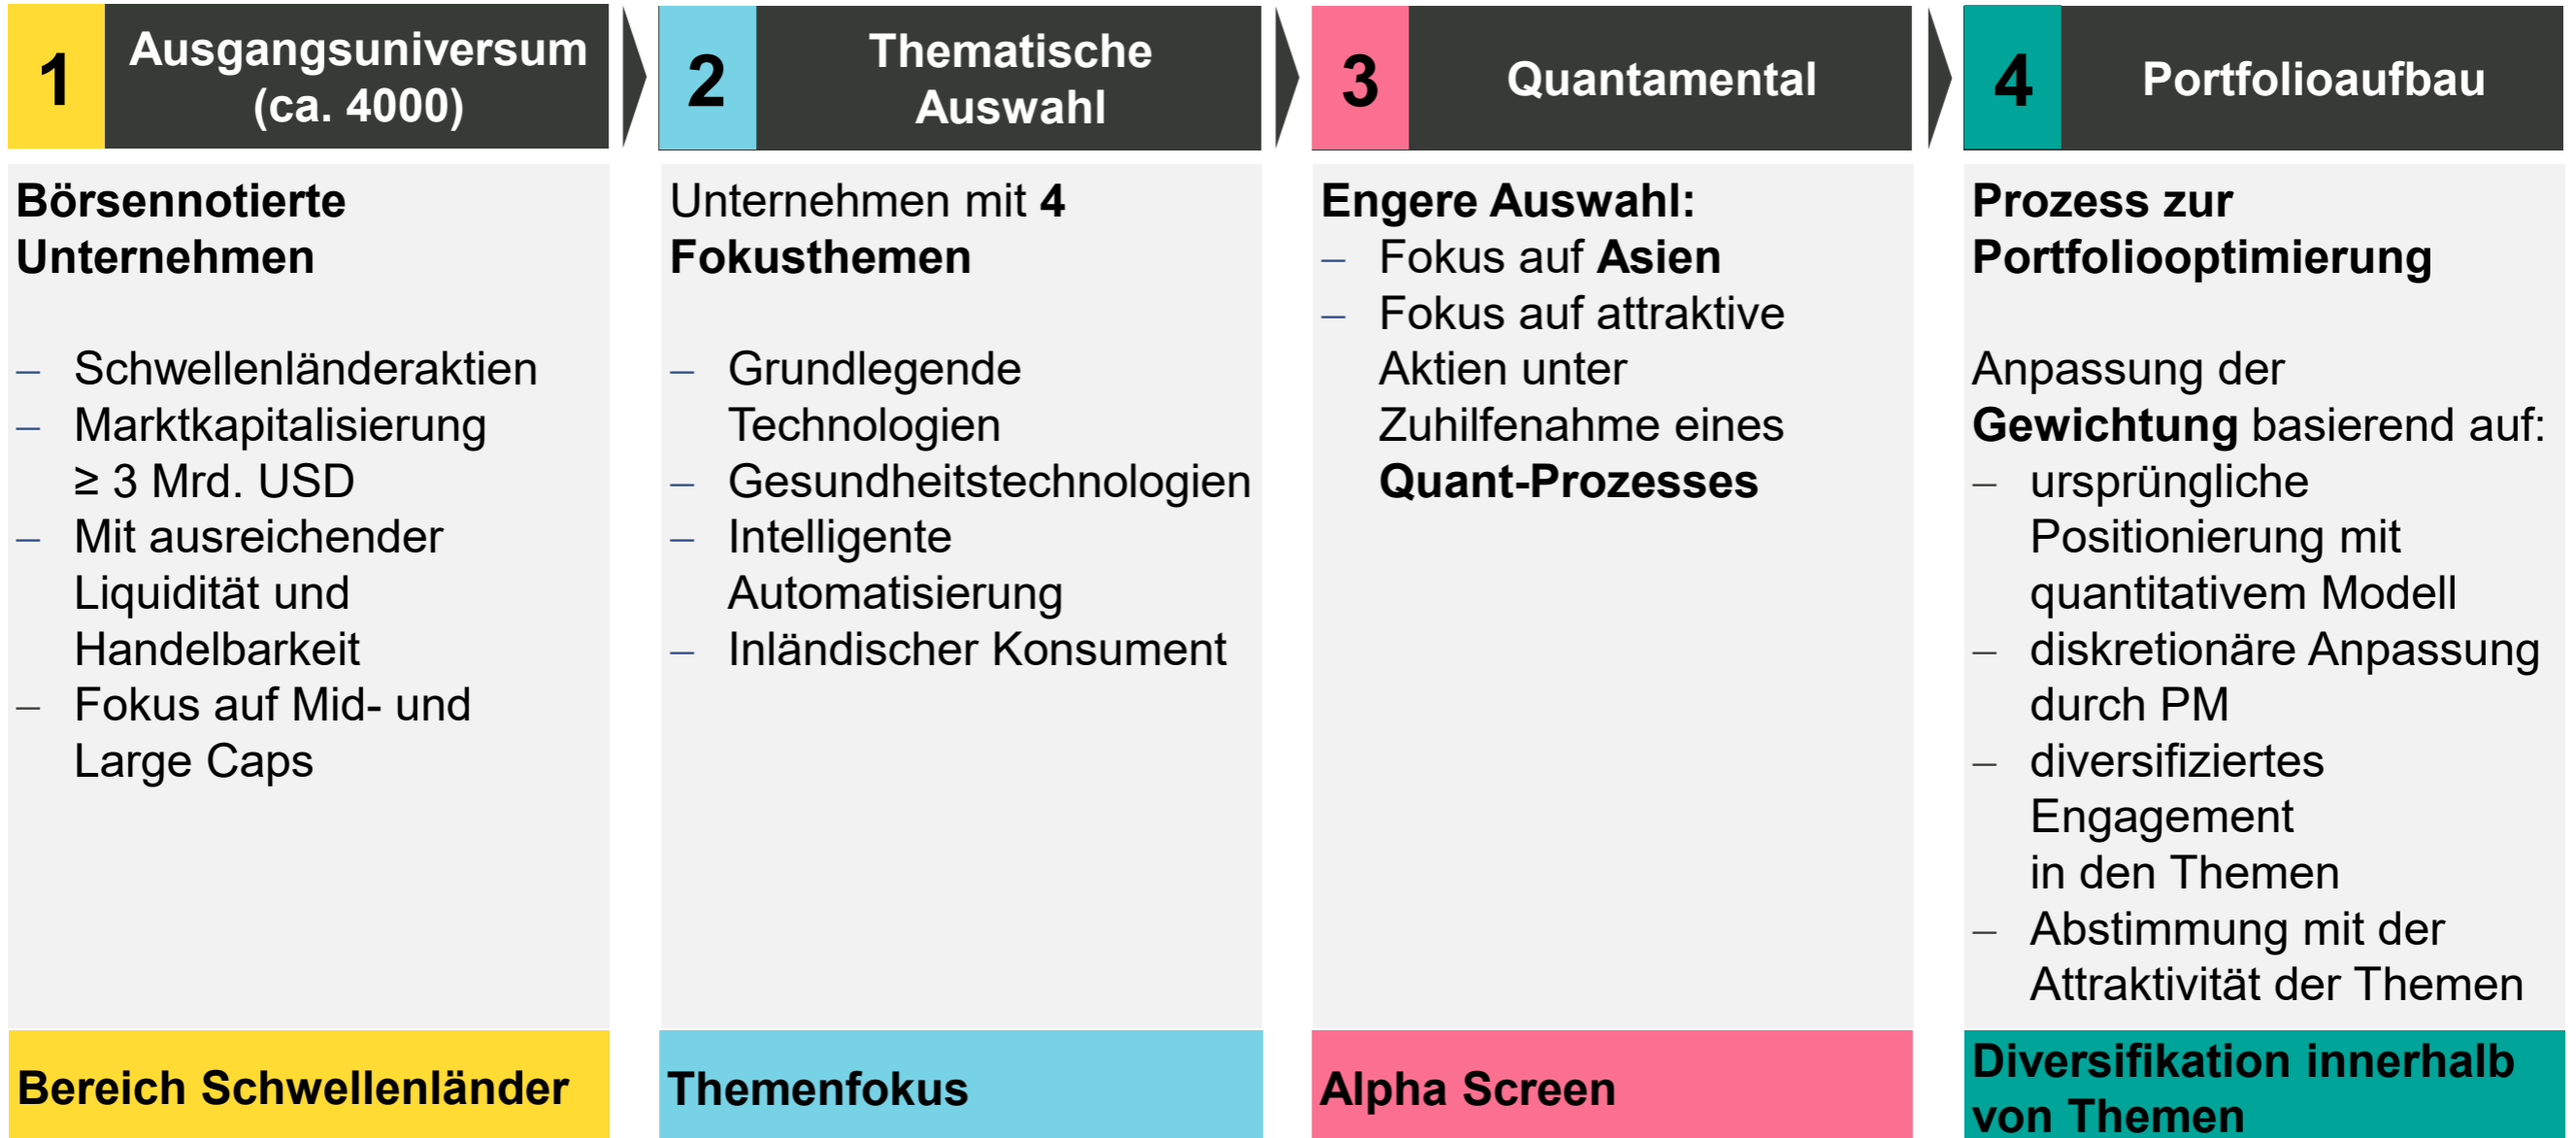 1
Ausgangsuniversum
(ca. 4000)
2
Thematische
Auswahl
3
Quantamental
4
Portfolioaufbau
Börsennotierte
Unternehmen
– Schwellenländeraktien
– Marktkapitalisierung
≥ 3 Mrd. USD
– Mit ausreichender
Liquidität und
Handelbarkeit
– Fokus auf Mid- und
Large Caps
Bereich Schwellenländer
Unternehmen mit 4
Fokusthemen
– Grundlegende
Technologien
– Gesundheitstechnologien
– Intelligente
Automatisierung
– Inländischer Konsument
Themenfokus
Engere Auswahl:
– Fokus auf Asien
– Fokus auf attraktive
Aktien unter
Zuhilfenahme eines
Quant-Prozesses
Alpha Screen
Prozess zur
Portfoliooptimierung
Anpassung der
Gewichtung basierend auf:
– ursprüngliche
Positionierung mit
quantitativem Modell
– diskretionäre Anpassung
durch PM
– diversifiziertes
Engagement
in den Themen
– Abstimmung mit der
Attraktivität der Themen
Diversifikation innerhalb
von Themen